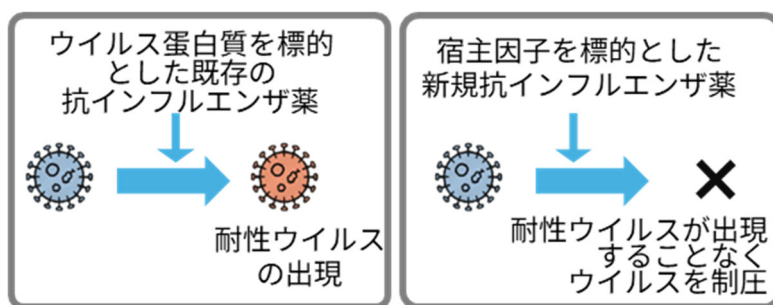 ウイルス蛋白質を標的
とした既存の
抗インフルエンザ薬
耐性ウイルス
の出現
宿主因子を標的とした
新規抗インフルエンザ薬
耐性ウイルスが出現
することなく
ウイルスを制圧